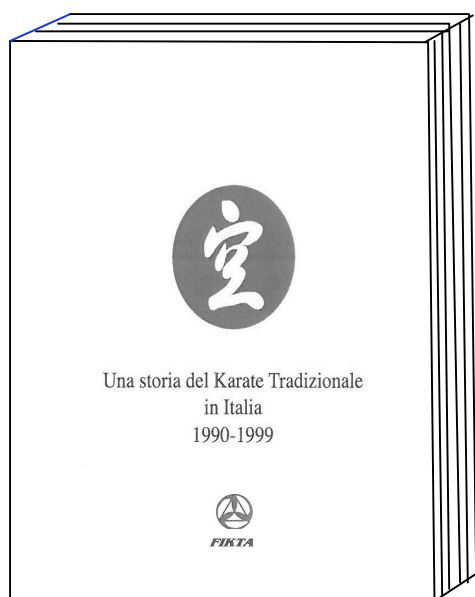 空
Una storia del Karate Tradizionale
in Italia
1990-1999
FIKTA